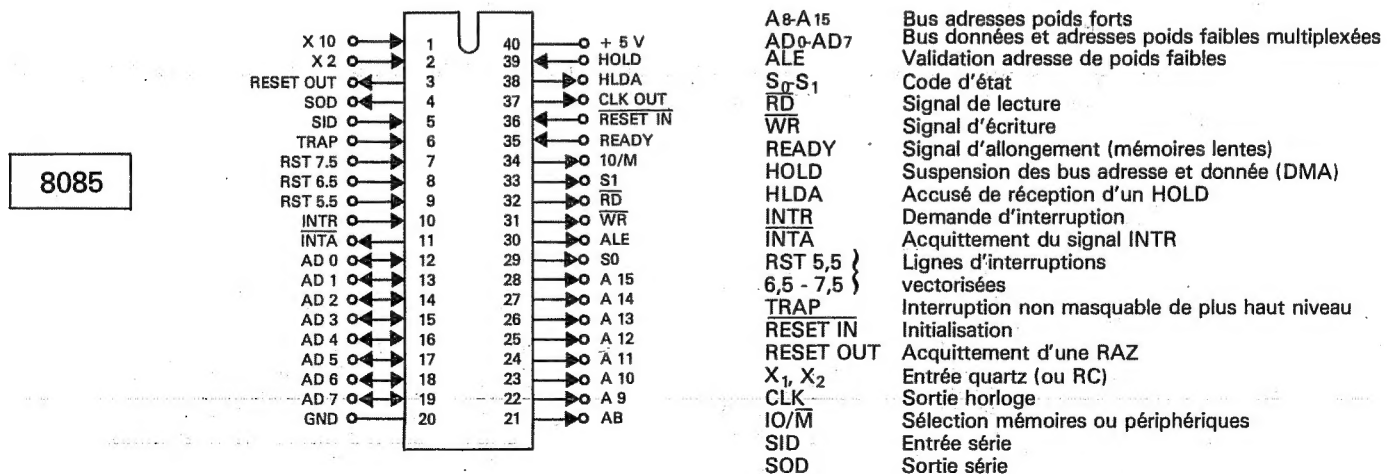 8085
X 10 1 40 + 5 V
X 2 2 39 HOLD
RESET OUT 3 38 HLDA
SOD 4 37 CLK OUT
SID 5 36 RESET IN
TRAP 6 35 READY
RST 7.5 7 34 10/M
RST 6.5 8 33 S1
RST 5.5 9 32 RD
INTR 10 31 WR
INTA 11 30 ALE
AD 0 12 29 S0
AD 1 13 28 A 15
AD 2 14 27 A 14
AD 3 15 26 A 13
AD 4 16 25 A 12
AD 5 17 24 A 11
AD 6 18 23 A 10
AD 7 19 22 A 9
GND 20 21 AB
A8-A15 Bus adresses poids forts
AD0-AD7 Bus données et adresses poids faibles multiplexées
ALE Validation adresse de poids faibles
S0-S1 Code d'état
RD Signal de lecture
WR Signal d'écriture
READY Signal d'allongement (mémoires lentes)
HOLD Suspension des bus adresse et donnée (DMA)
HLDA Accusé de réception d'un HOLD
INTR Demande d'interruption
INTA Acquittement du signal INTR
RST 5,5 Lignes d'interruptions
6,5 - 7,5 vectorisées
TRAP Interruption non masquable de plus haut niveau
RESET IN Initialisation
RESET OUT Acquittement d'une RAZ
X1, X2 Entrée quartz (ou RC)
CLK Sortie horloge
IO/M Sélection mémoires ou périphériques
SID Entrée série
SOD Sortie série